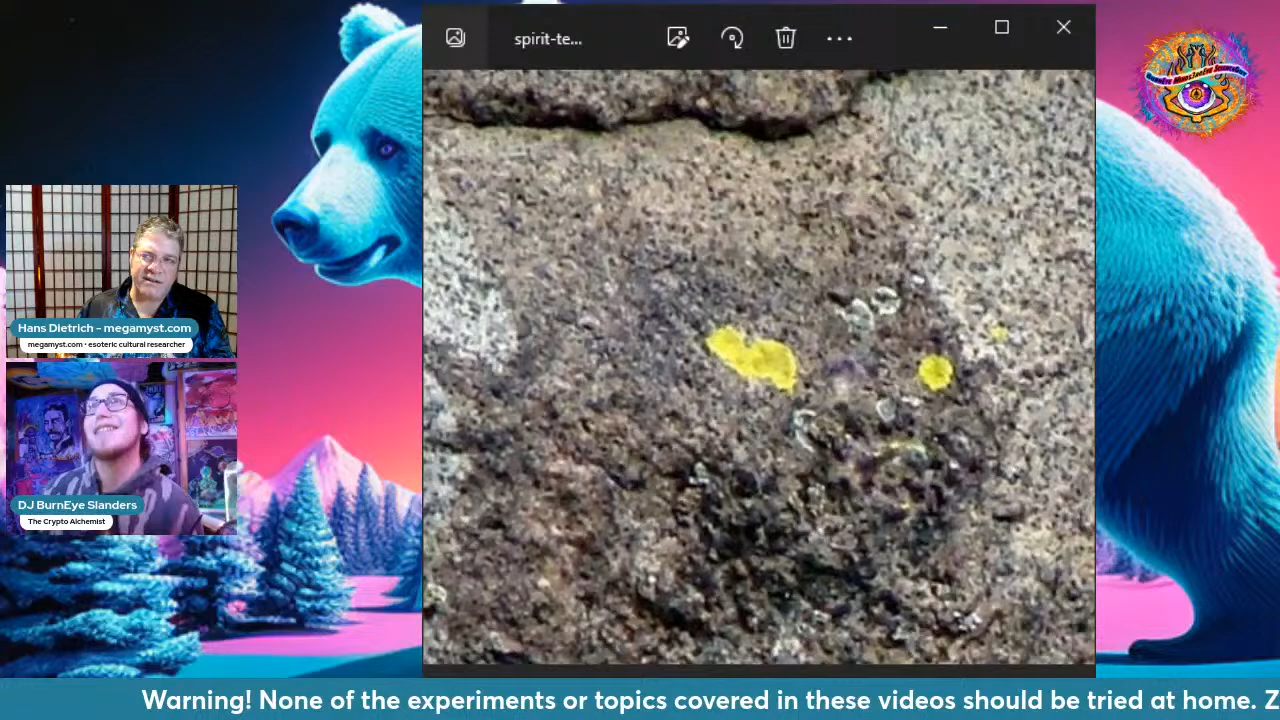 spirit-te...
Hans Dietrich - megamyst.com
megamyst.com • esoteric cultural researcher
DJ BurnEye Slanders
The Crypto Alchemist
Warning! None of the experiments or topics covered in these videos should be tried at home. Z